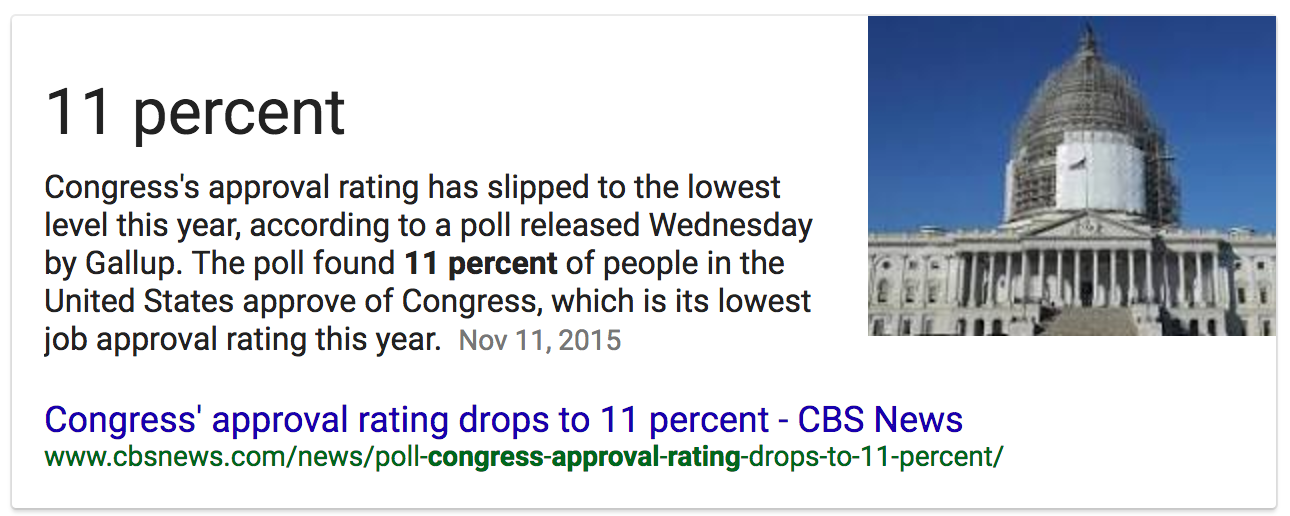 11 percent
Congress's approval rating has slipped to the lowest
level this year, according to a poll released Wednesday
by Gallup. The poll found 11 percent of people in the
United States approve of Congress, which is its lowest
job approval rating this year. Nov 11, 2015
Congress' approval rating drops to 11 percent - CBS News
www.cbsnews.com/news/poll-congress-approval-rating-drops-to-11-percent/